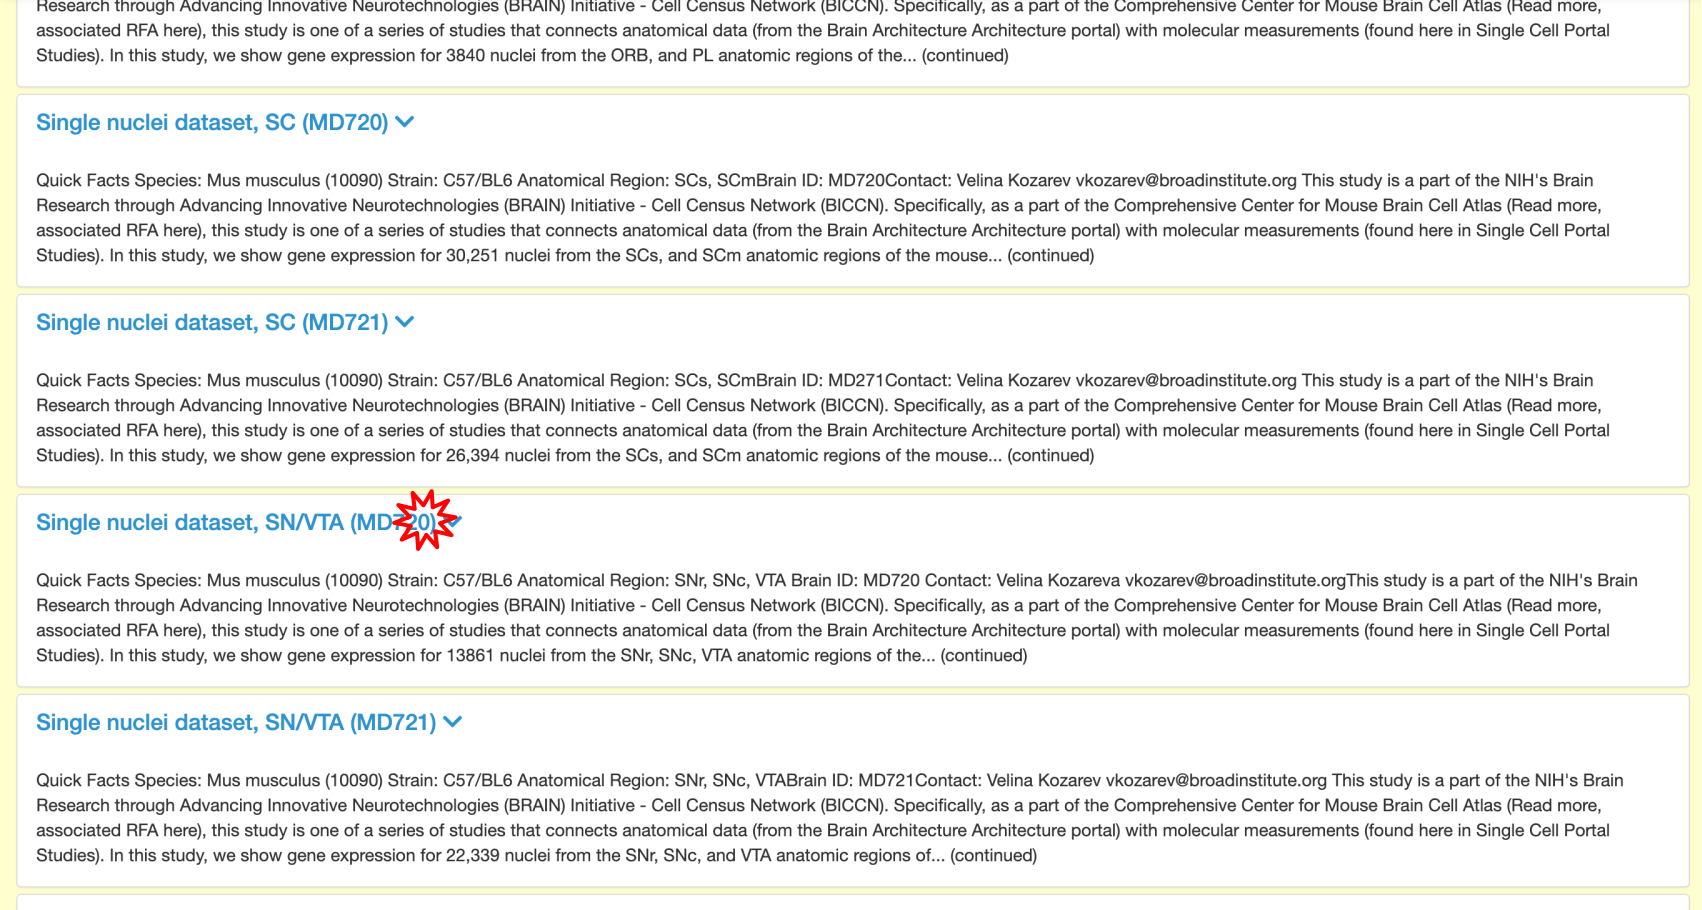 Research through Advancing Innovative Neurotechnologies (BRAIN) Initiative - Cell Census Network (BICCN). Specifically, as a part of the Comprehensive Center for Mouse Brain Cell Atlas (Read more,
associated RFA here), this study is one of a series of studies that connects anatomical data (from the Brain Architecture Architecture portal) with molecular measurements (found here in Single Cell Portal
Studies). In this study, we show gene expression for 3840 nuclei from the ORB, and PL anatomic regions of the... (continued)
Single nuclei dataset, SC (MD720)
Quick Facts Species: Mus musculus (10090) Strain: C57/BL6 Anatomical Region: SCs, SCmBrain ID: MD720Contact: Velina Kozarev vkozarev@broadinstitute.org This study is a part of the NIH's Brain
Research through Advancing Innovative Neurotechnologies (BRAIN) Initiative - Cell Census Network (BICCN). Specifically, as a part of the Comprehensive Center for Mouse Brain Cell Atlas (Read more,
associated RFA here), this study is one of a series of studies that connects anatomical data (from the Brain Architecture Architecture portal) with molecular measurements (found here in Single Cell Portal
Studies). In this study, we show gene expression for 30,251 nuclei from the SCs, and SCm anatomic regions of the mouse... (continued)
Single nuclei dataset, SC (MD721)
Quick Facts Species: Mus musculus (10090) Strain: C57/BL6 Anatomical Region: SCs, SCmBrain ID: MD271Contact: Velina Kozarev vkozarev@broadinstitute.org This study is a part of the NIH's Brain
Research through Advancing Innovative Neurotechnologies (BRAIN) Initiative - Cell Census Network (BICCN). Specifically, as a part of the Comprehensive Center for Mouse Brain Cell Atlas (Read more,
associated RFA here), this study is one of a series of studies that connects anatomical data (from the Brain Architecture Architecture portal) with molecular measurements (found here in Single Cell Portal
Studies). In this study, we show gene expression for 26,394 nuclei from the SCs, and SCm anatomic regions of the mouse... (continued)
Single nuclei dataset, SN/VTA (MD720)
Quick Facts Species: Mus musculus (10090) Strain: C57/BL6 Anatomical Region: SNr, SNc, VTA Brain ID: MD720 Contact: Velina Kozareva vkozarev@broadinstitute.orgThis study is a part of the NIH's Brain
Research through Advancing Innovative Neurotechnologies (BRAIN) Initiative - Cell Census Network (BICCN). Specifically, as a part of the Comprehensive Center for Mouse Brain Cell Atlas (Read more,
associated RFA here), this study is one of a series of studies that connects anatomical data (from the Brain Architecture Architecture portal) with molecular measurements (found here in Single Cell Portal
Studies). In this study, we show gene expression for 13861 nuclei from the SNr, SNc, VTA anatomic regions of the... (continued)
Single nuclei dataset, SN/VTA (MD721)
Quick Facts Species: Mus musculus (10090) Strain: C57/BL6 Anatomical Region: SNr, SNc, VTABrain ID: MD721Contact: Velina Kozarev vkozarev@broadinstitute.org This study is a part of the NIH's Brain
Research through Advancing Innovative Neurotechnologies (BRAIN) Initiative - Cell Census Network (BICCN). Specifically, as a part of the Comprehensive Center for Mouse Brain Cell Atlas (Read more,
associated RFA here), this study is one of a series of studies that connects anatomical data (from the Brain Architecture Architecture portal) with molecular measurements (found here in Single Cell Portal
Studies). In this study, we show gene expression for 22,339 nuclei from the SNr, SNc, and VTA anatomic regions of... (continued)